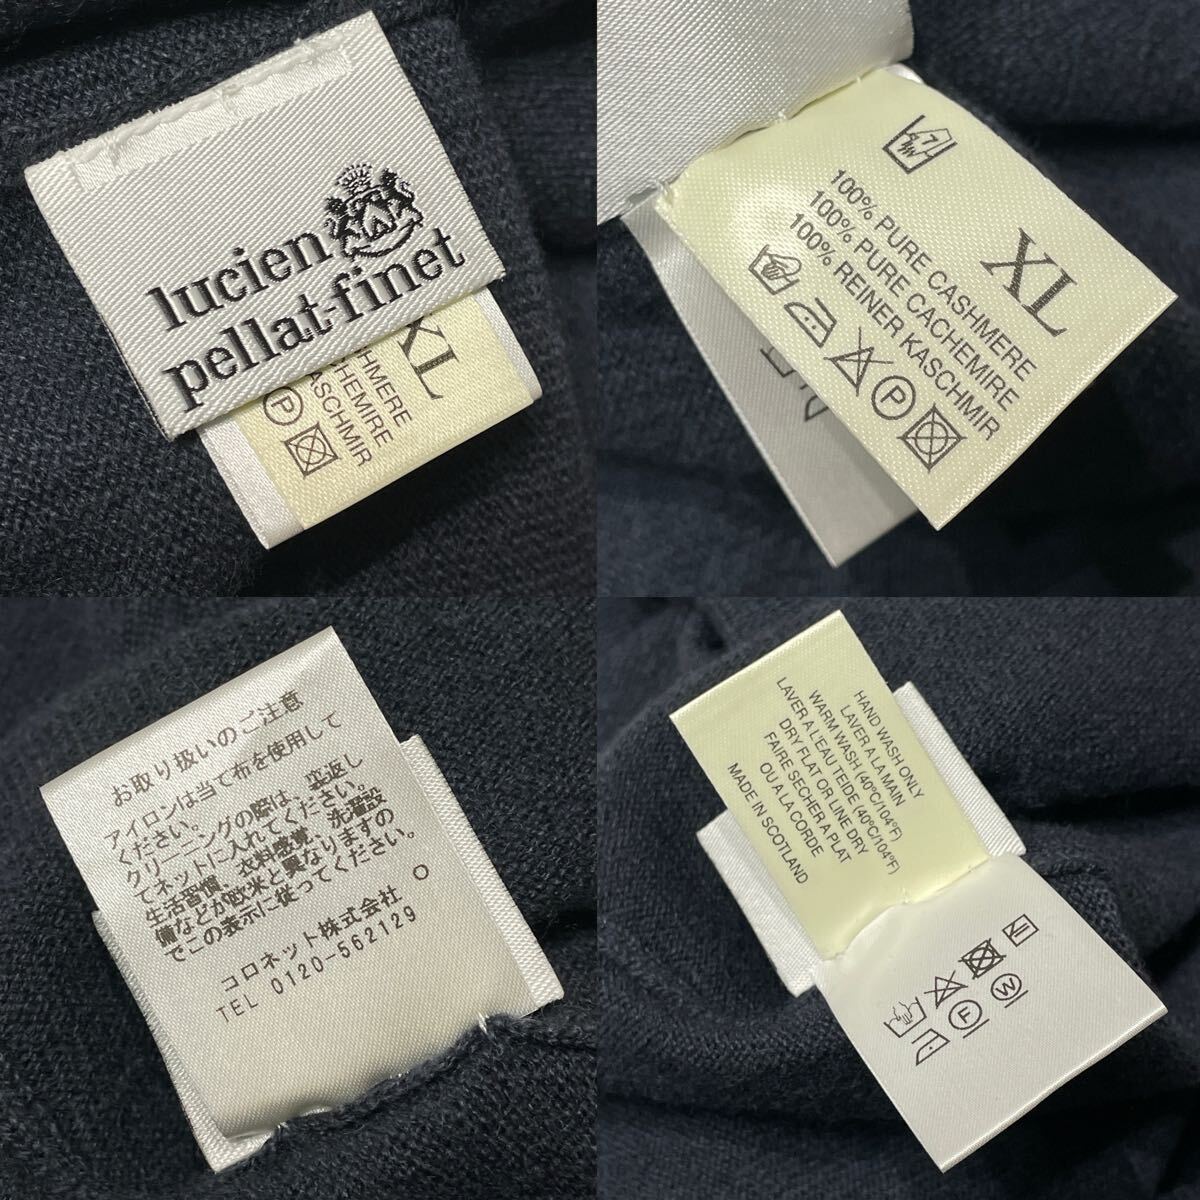 lucien
pellat-finet
XL
HMERE
HEMIRE
ASCHMIR
P
7
100% PURE CASHMERE
100% PURE CACHEMIRE
100% REINER KASCHMIR
XL
P
お取り扱いのご注意
アイロンは当て布を使用して
ください。
クリーニングの際は、裏返し
てネットに入れてください。
生活習慣、衣料感覚、洗濯設
備などが欧米と異なりますの
でこの表示に従ってください。
コロネット株式会社
TEL 0120-562129
HAND WASH ONLY
LAVER A LA MAIN
WARM WASH (40°C/104°F)
LAVER A L'EAU TEIDE (40°C/104°F)
DRY FLAT OR LINE DRY
FAIRE SECHER A PLAT
OU A LA CORDE
MADE IN SCOTLAND
F
W